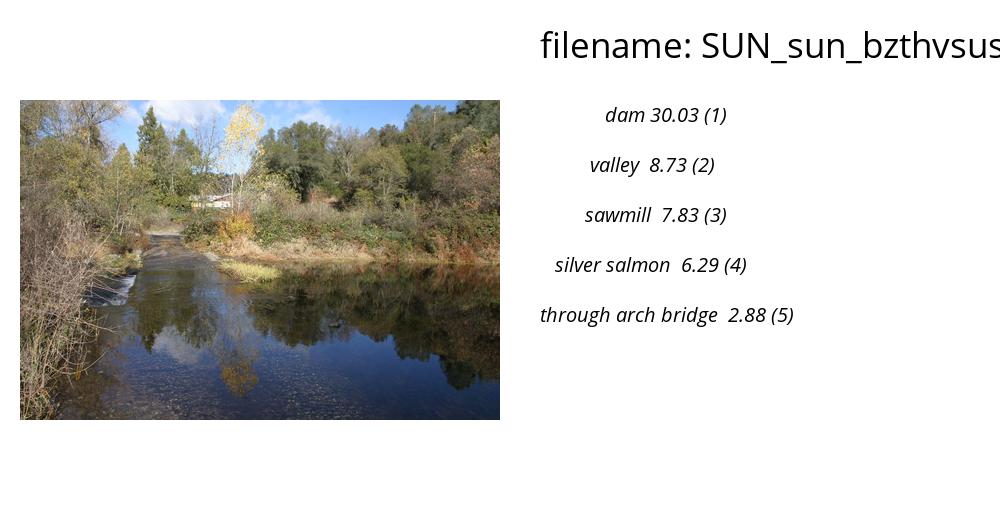 filename: SUN_sun_bzthvsus
dam 30.03 (1)
valley 8.73 (2)
sawmill 7.83 (3)
silver salmon 6.29 (4)
through arch bridge 2.88 (5)